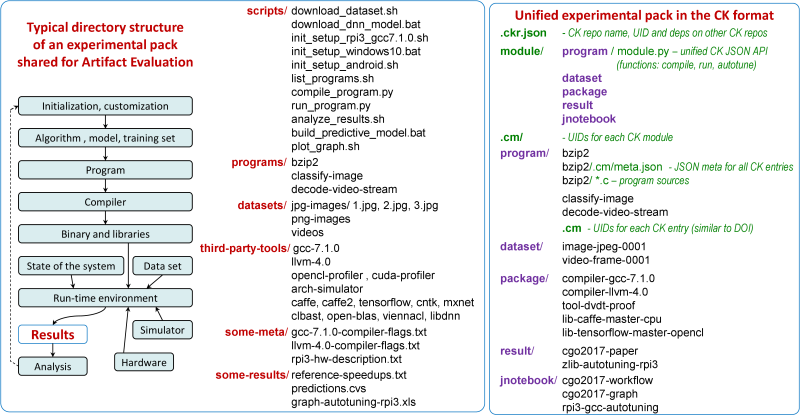 Typical directory structure
of an experimental pack
shared for Artifact Evaluation
Initialization, customization
Algorithm , model, training set
Program
Compiler
Binary and libraries
State of the system
Data set
Run-time environment
Results
Simulator
Analysis
Hardware
scripts/ download_dataset.sh
download_dnn_model.bat
init_setup_rpi3_gcc7.1.0.sh
init_setup_windows10.bat
init_setup_android.sh
list_programs.sh
compile_program.py
run_program.py
analyze_results.sh
build_predictive_model.bat
plot_graph.sh
programs/ bzip2
classify-image
decode-video-stream
datasets/ jpg-images/ 1.jpg, 2.jpg, 3.jpg
png-images
videos
third-party-tools/ gcc-7.1.0
llvm-4.0
opencl-profiler , cuda-profiler
arch-simulator
caffe, caffe2, tensorflow, cntk, mxnet
clbast, open-blas, viennacl, libdnn
some-meta/ gcc-7.1.0-compiler-flags.txt
llvm-4.0-compiler-flags.txt
rpi3-hw-description.txt
some-results/ reference-speedups.txt
predictions.cvs
graph-autotuning-rpi3.xls
Unified experimental pack in the CK format
.ckr.json - CK repo name, UID and deps on other CK repos
module/ program / module.py – unified CK JSON API
(functions: compile, run, autotune)
dataset
package
result
jnotebook
.cm/ - UIDs for each CK module
program/ bzip2
bzip2/.cm/meta.json - JSON meta for all CK entries
bzip2/ *.c – program sources
classify-image
decode-video-stream
.cm - UIDs for each CK entry (similar to DOI)
dataset/ image-jpeg-0001
video-frame-0001
package/ compiler-gcc-7.1.0
compiler-llvm-4.0
tool-dvdt-proof
lib-caffe-master-cpu
lib-tensorflow-master-opencl
result/ cgo2017-paper
zlib-autotuning-rpi3
jnotebook/ cgo2017-workflow
cgo2017-graph
rpi3-gcc-autotuning